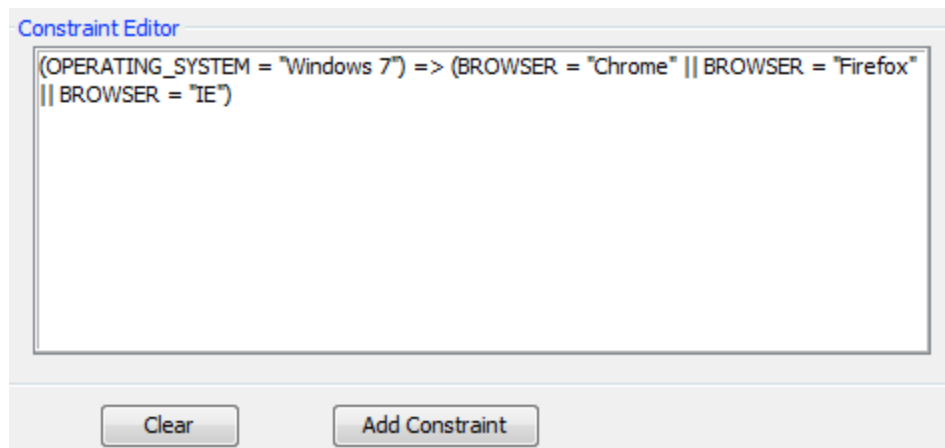 Constraint Editor
(OPERATING_SYSTEM = "Windows 7") => (BROWSER = "Chrome" || BROWSER = "Firefox"
|| BROWSER = "IE")
Clear
Add Constraint